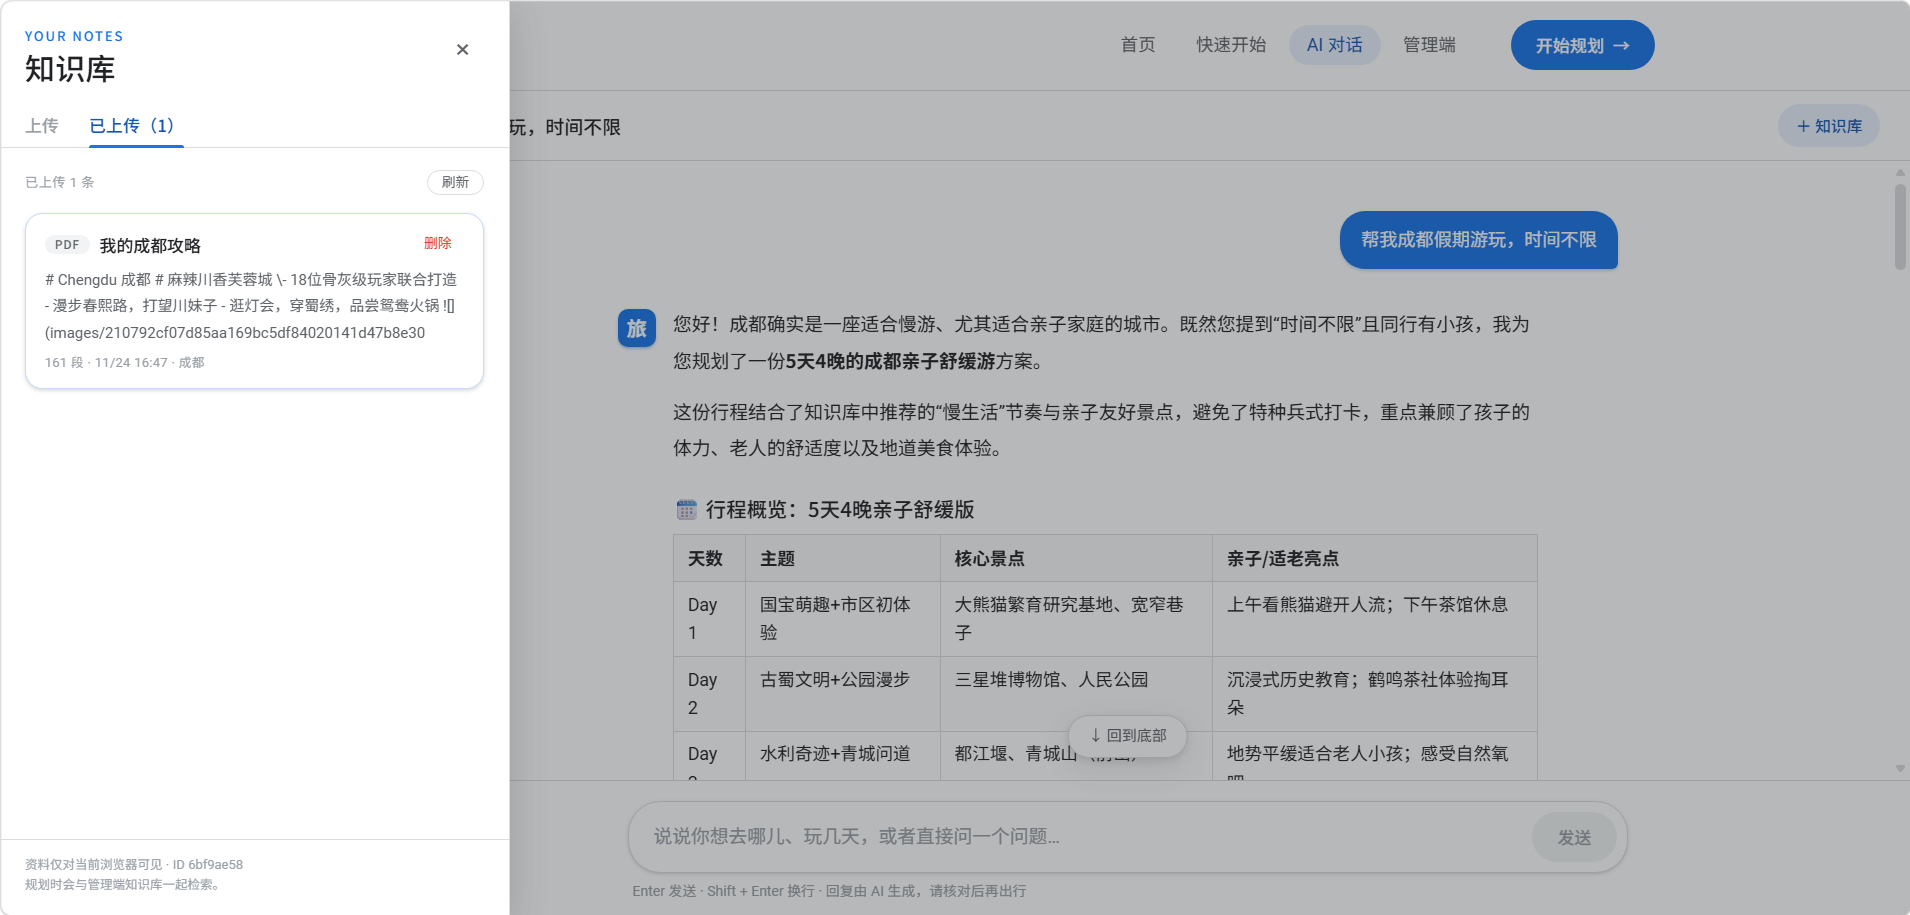 YOUR NOTES
知识库
上传
已上传（1）
已上传 1 条
刷新
PDF
我的成都攻略
删除
# Chengdu 成都 # 麻辣川香芙蓉城 \- 18位骨灰级玩家联合打造
- 漫步春熙路，打望川妹子 - 逛灯会，穿蜀绣，品尝鸳鸯火锅 ![]
(images/210792cf07d85aa169bc5df84020141d47b8e30
161 段 · 11/24 16:47 · 成都
资料仅对当前浏览器可见 · ID 6bf9ae58
规划时会与管理端知识库一起检索。
首页
快速开始
AI 对话
管理端
开始规划 →
玩，时间不限
＋ 知识库
帮我成都假期游玩，时间不限
旅
您好！成都确实是一座适合慢游、尤其适合亲子家庭的城市。既然您提到“时间不限”且同行有小孩，我为
您规划了一份5天4晚的成都亲子舒缓游方案。
这份行程结合了知识库中推荐的“慢生活”节奏与亲子友好景点，避免了特种兵式打卡，重点兼顾了孩子的
体力、老人的舒适度以及地道美食体验。
行程概览：5天4晚亲子舒缓版
天数 主题 核心景点 亲子/适老亮点
Day 国宝萌趣+市区初体 大熊猫繁育研究基地、宽窄巷 上午看熊猫避开人流；下午茶馆休息
1 验 子
Day 古蜀文明+公园漫步 三星堆博物馆、人民公园 沉浸式历史教育；鹤鸣茶社体验掏耳
2 朵
Day 水利奇迹+青城问道 都江堰、青城山 地势平缓适合老人小孩；感受自然氧
↓ 回到底部
说说你想去哪儿、玩几天，或者直接问一个问题...
发送
Enter 发送 · Shift + Enter 换行 · 回复由 AI 生成，请核对后再出行